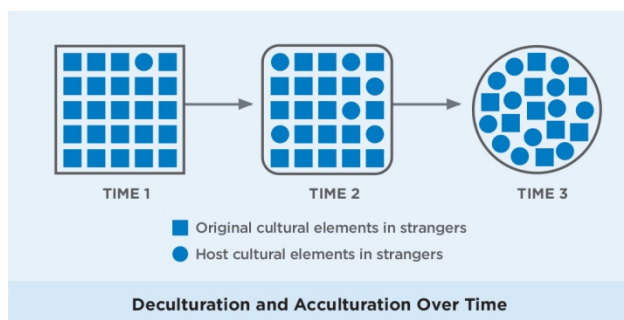 TIME 1
TIME 2
TIME 3
Original cultural elements in strangers
Host cultural elements in strangers
Deculturation and Acculturation Over Time